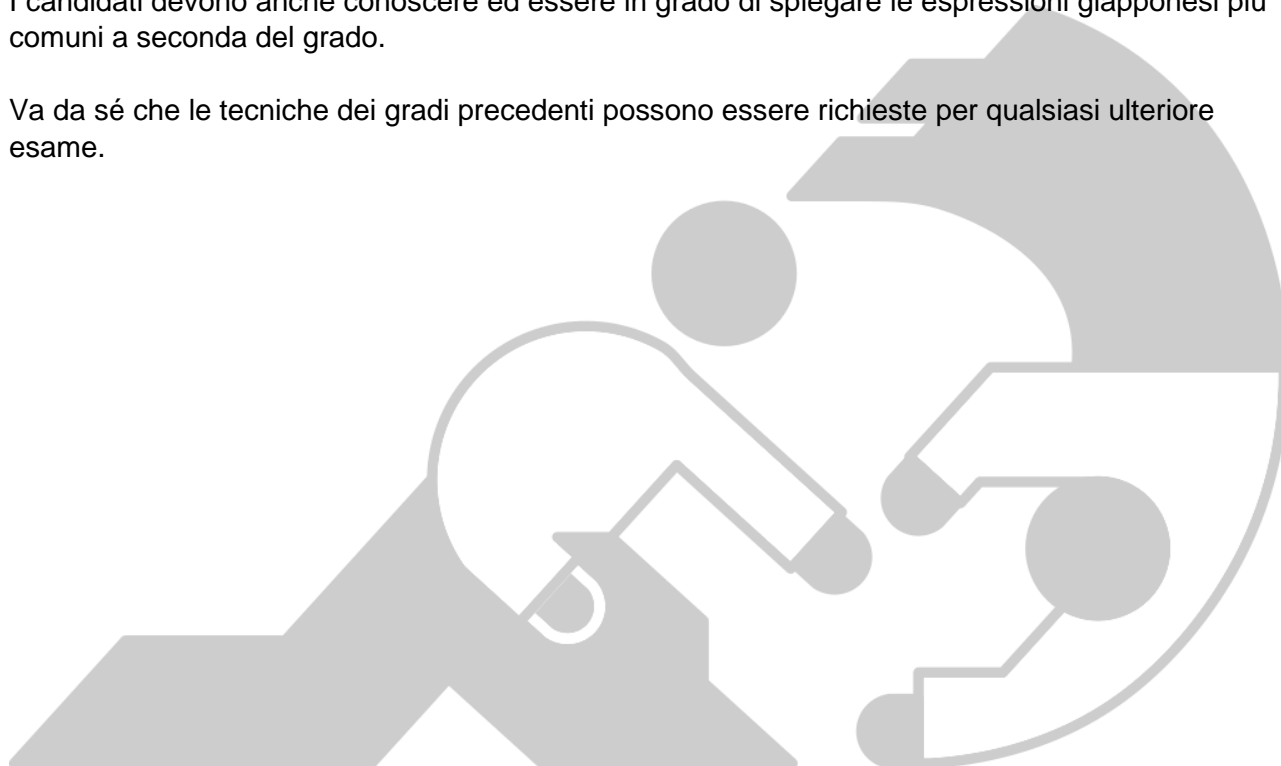 I candidati devono anche conoscere ed essere in grado di spiegare le espressioni giapponesi più
comuni a seconda del grado.
Va da sé che le tecniche dei gradi precedenti possono essere richieste per qualsiasi ulteriore
esame.